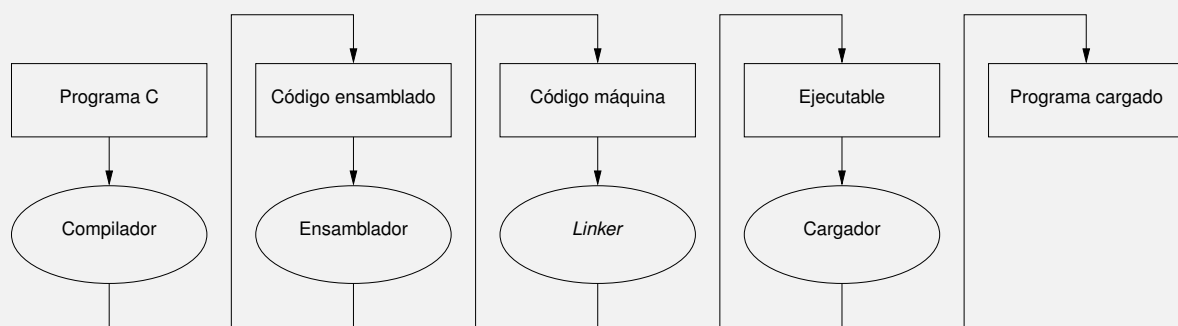 Programa C
Código ensamblado
Código máquina
Ejecutable
Programa cargado
Compilador
Ensamblador
Linker
Cargador